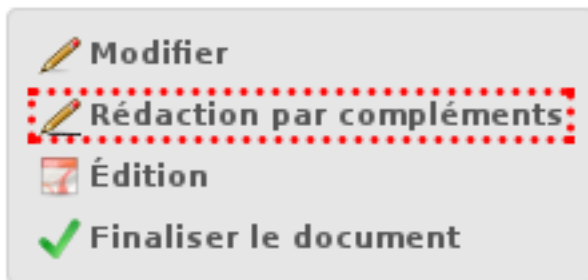 Modifier
Rédaction par compléments
Édition
Finaliser le document